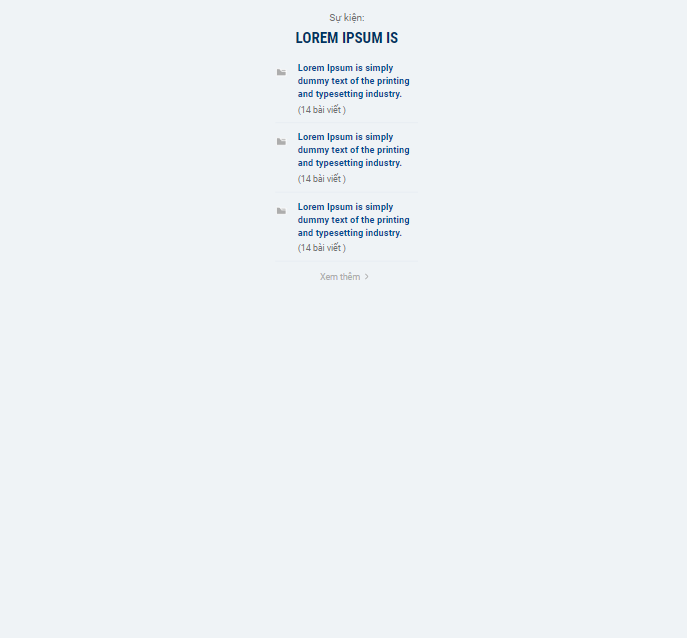 Sự kiện:
LOREM IPSUM IS
Lorem Ipsum is simply
dummy text of the printing
and typesetting industry.
(14 bài viết )
Lorem Ipsum is simply
dummy text of the printing
and typesetting industry.
(14 bài viết )
Lorem Ipsum is simply
dummy text of the printing
and typesetting industry.
(14 bài viết )
Xem thêm